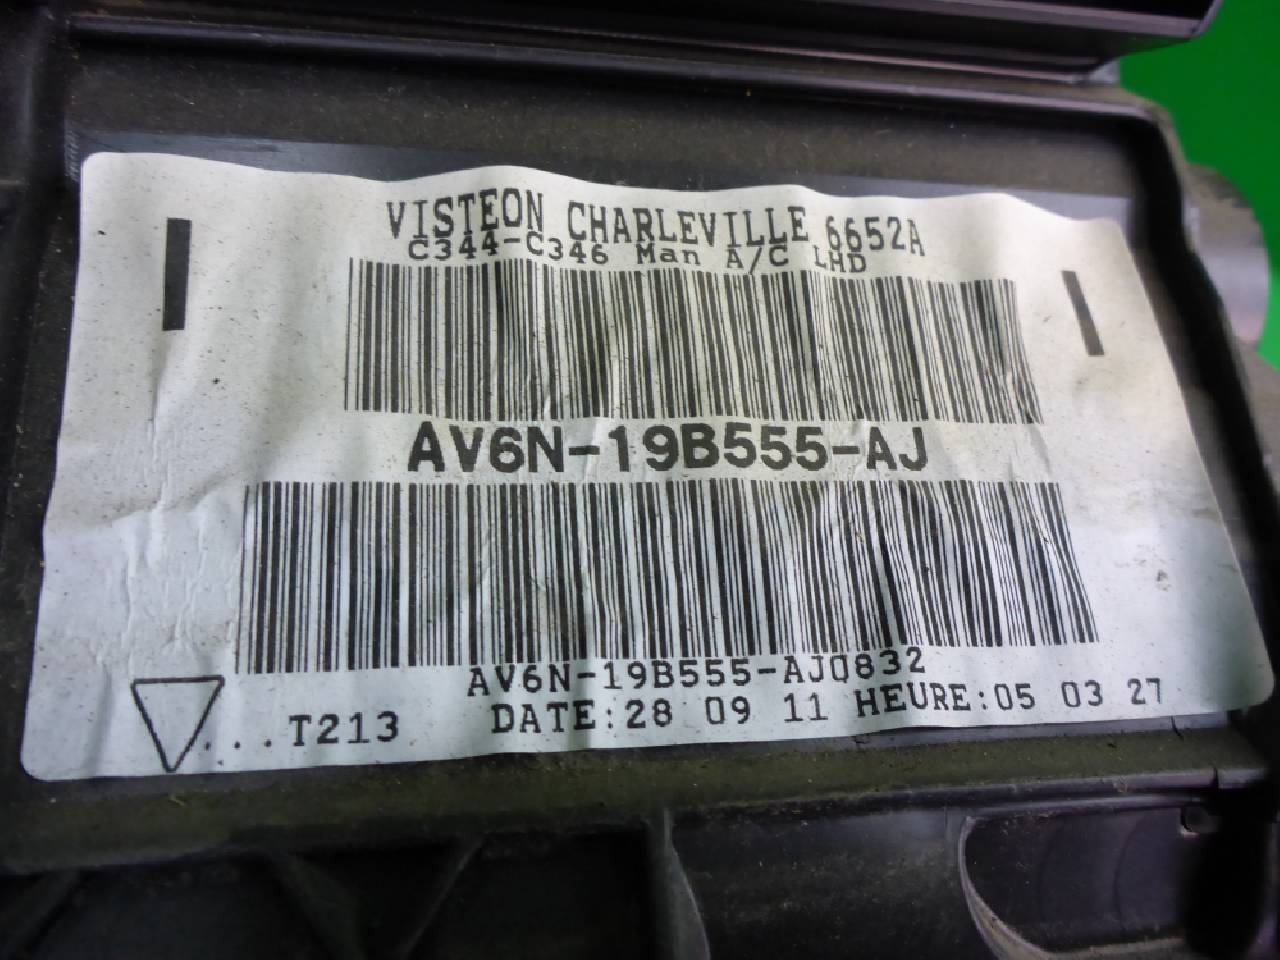 VISTEON CHARLEVILLE 6652A
C344-C346 Man A/C LHD
AV6N-19B555-AJ
AV6N-19B555-AJ0832
...T213 DATE:28 09 11 HEURE:05 03 27